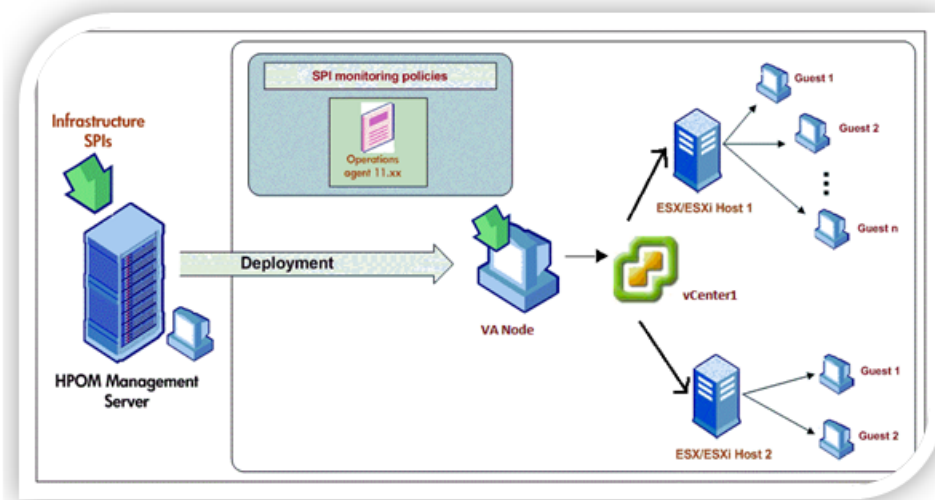 Infrastructure
SPIs
HPOM Management
Server
SPI monitoring policies
Operations
agent 11.xx
Deployment
VA Node
vCenter1
ESX/ESXi Host 1
Guest 1
Guest 2
Guest n
ESX/ESXi Host 2
Guest 1
Guest 2